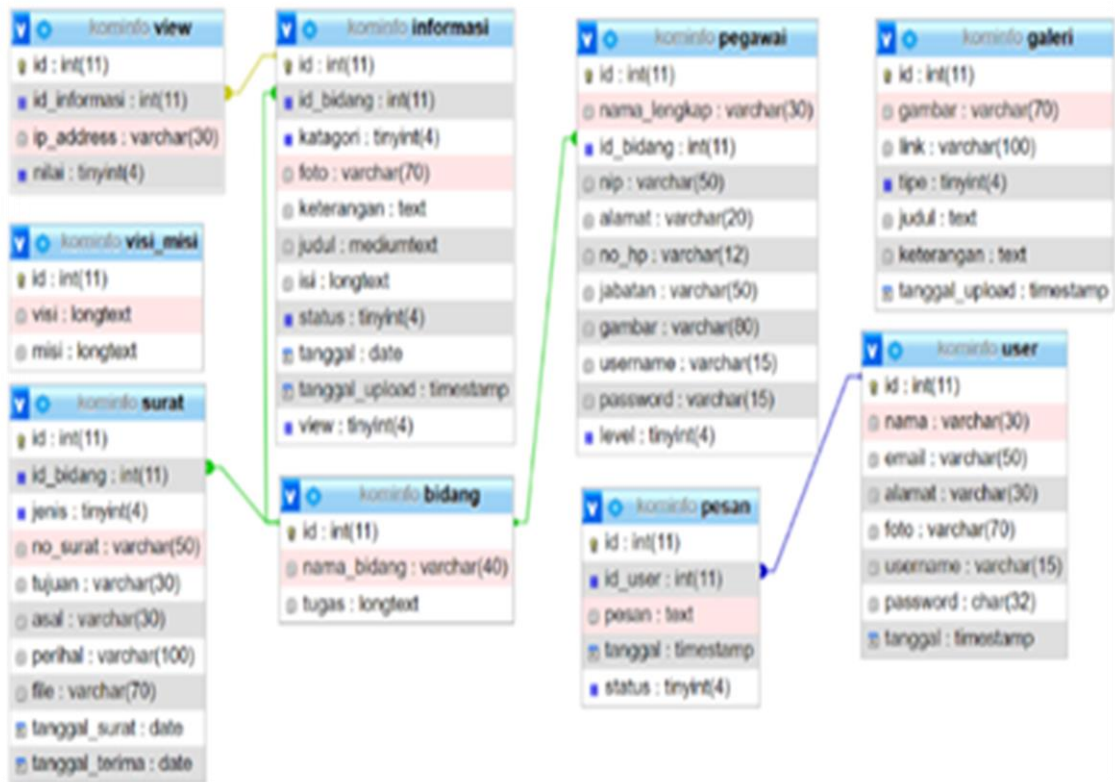 kominfo view
id : int(11)
id_informasi : int(11)
ip_address : varchar(30)
nilai : tinyint(4)
kominfo visi_misi
id : int(11)
visi : longtext
misi : longtext
kominfo surat
id : int(11)
id_bidang : int(11)
jenis : tinyint(4)
no_surat : varchar(50)
tujuan : varchar(30)
asal : varchar(30)
perihal : varchar(100)
file : varchar(70)
tanggal_surat : date
tanggal_terima : date
kominfo informasi
id : int(11)
id_bidang : int(11)
katagori : tinyint(4)
foto : varchar(70)
keterangan : text
judul : mediumtext
isi : longtext
status : tinyint(4)
tanggal : date
tanggal_upload : timestamp
view : tinyint(4)
kominfo bidang
id : int(11)
nama_bidang : varchar(40)
tugas : longtext
kominfo pegawai
id : int(11)
nama_lengkap : varchar(30)
id_bidang : int(11)
nip : varchar(50)
alamat : varchar(20)
no_hp : varchar(12)
jabatan : varchar(50)
gambar : varchar(80)
username : varchar(15)
password : varchar(15)
level : tinyint(4)
kominfo pesan
id : int(11)
id_user : int(11)
pesan : text
tanggal : timestamp
status : tinyint(4)
kominfo galeri
id : int(11)
gambar : varchar(70)
link : varchar(100)
tipe : tinyint(4)
judul : text
keterangan : text
tanggal_upload : timestamp
kominfo user
id : int(11)
nama : varchar(30)
email : varchar(50)
alamat : varchar(30)
foto : varchar(70)
username : varchar(15)
password : char(32)
tanggal : timestamp